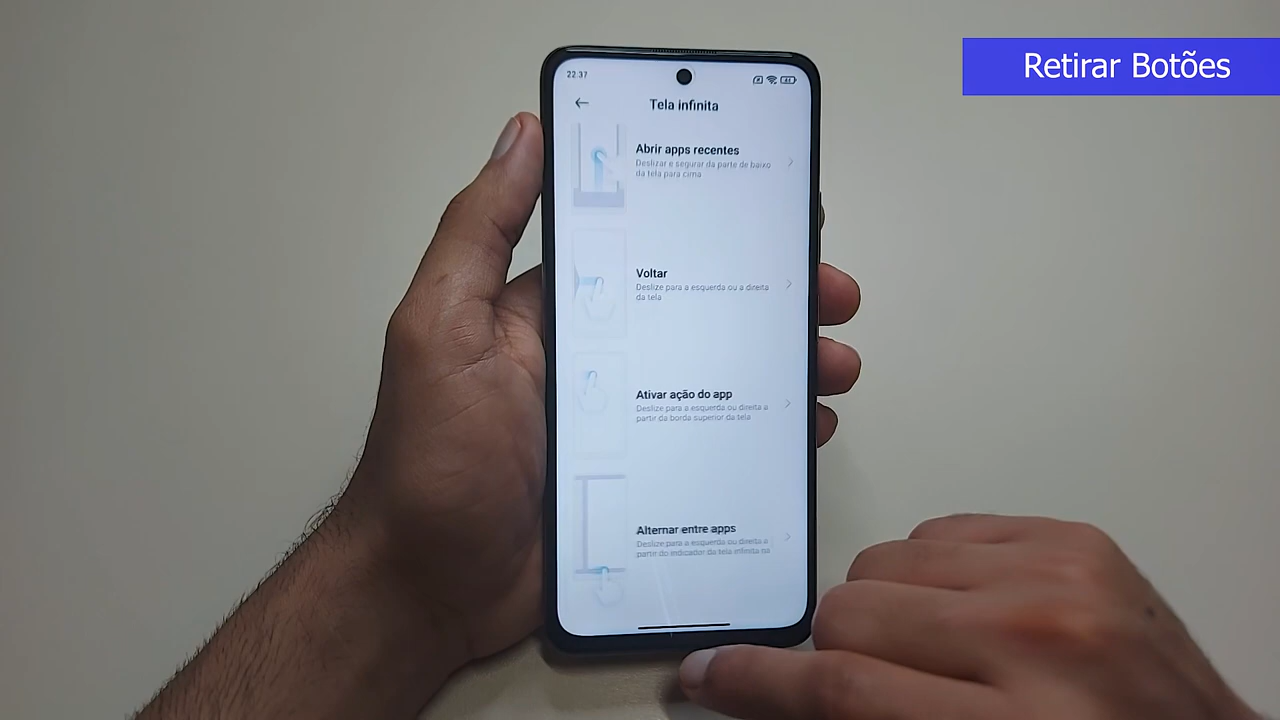 Retirar Botões
22.37
Tela infinita
Abrir apps recentes
Deslizar e segurar da parte de baixo
da tela para cima
Voltar
Deslize para a esquerda ou a direita
da tela
Ativar ação do app
Deslize para a esquerda ou direita a
partir da borda superior da tela
Alternar entre apps
Deslize para a esquerda ou direita a
partir do indicador da tela infinita na